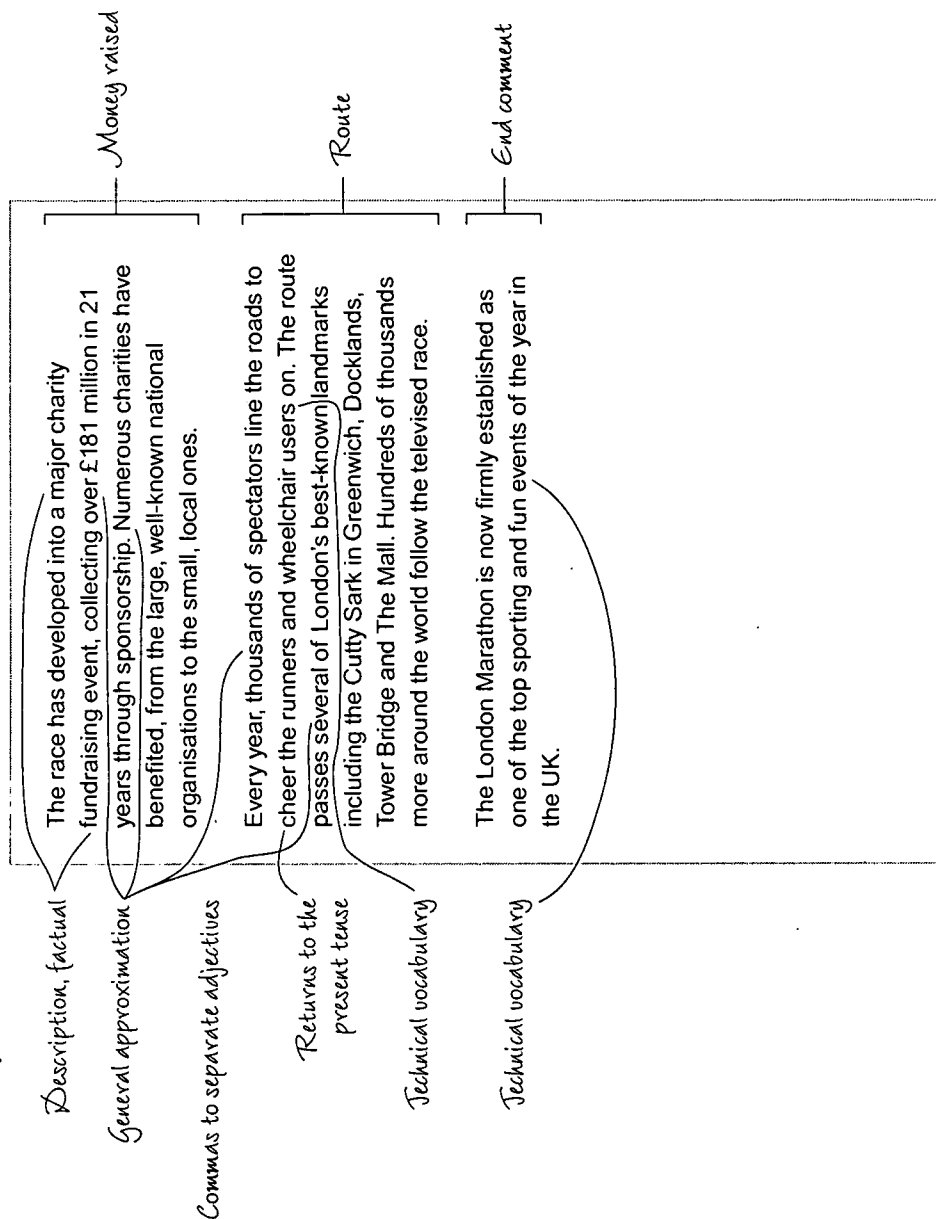 Description, factual
General approximation
Commas to separate adjectives
Returns to the
present tense
Technical vocabulary
Technical vocabulary
The race has developed into a major charity
fundraising event, collecting over £181 million in 21
years through sponsorship. Numerous charities have
benefited, from the large, well-known national
organisations to the small, local ones.
Every year, thousands of spectators line the roads to
cheer the runners and wheelchair users on. The route
passes several of London's best-known landmarks
including the Cutty Sark in Greenwich, Docklands,
Tower Bridge and The Mall. Hundreds of thousands
more around the world follow the televised race.
The London Marathon is now firmly established as
one of the top sporting and fun events of the year in
the UK.
Money raised
Route
End comment